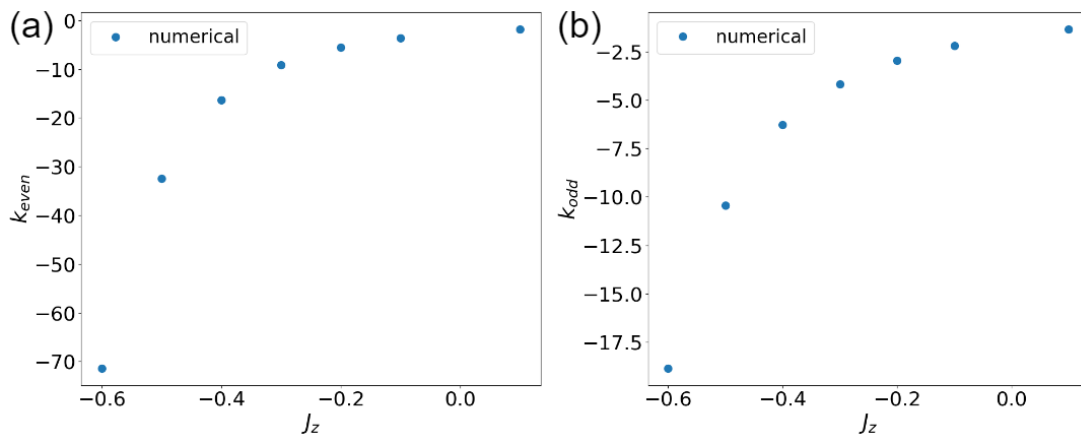 (a)
numerical
0
−10
−20
−30
−40
−50
−60
−70
k_even
−0.6 −0.4 −0.2 0.0
J_z
(b)
numerical
−2.5
−5.0
−7.5
−10.0
−12.5
−15.0
−17.5
k_odd
−0.6 −0.4 −0.2 0.0
J_z